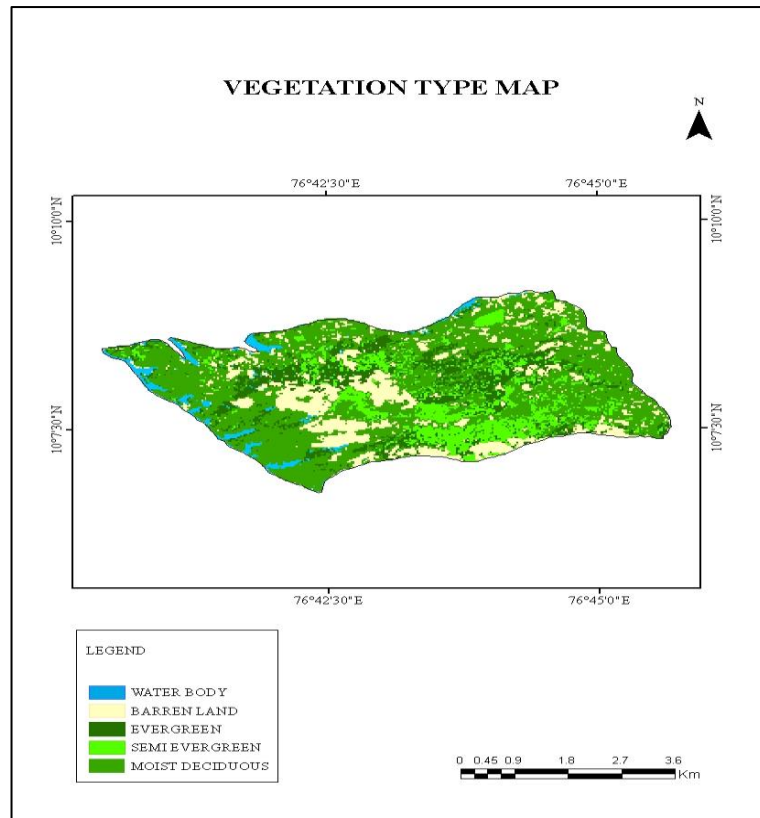 VEGETATION TYPE MAP
N
76°42'30"E 76°45'0"E
10°10'0"N 10°10'0"N
10°7'30"N 10°7'30"N
76°42'30"E 76°45'0"E
LEGEND
WATER BODY
BARREN LAND
EVERGREEN
SEMI EVERGREEN
MOIST DECIDUOUS
0 0.45 0.9 1.8 2.7 3.6
Km